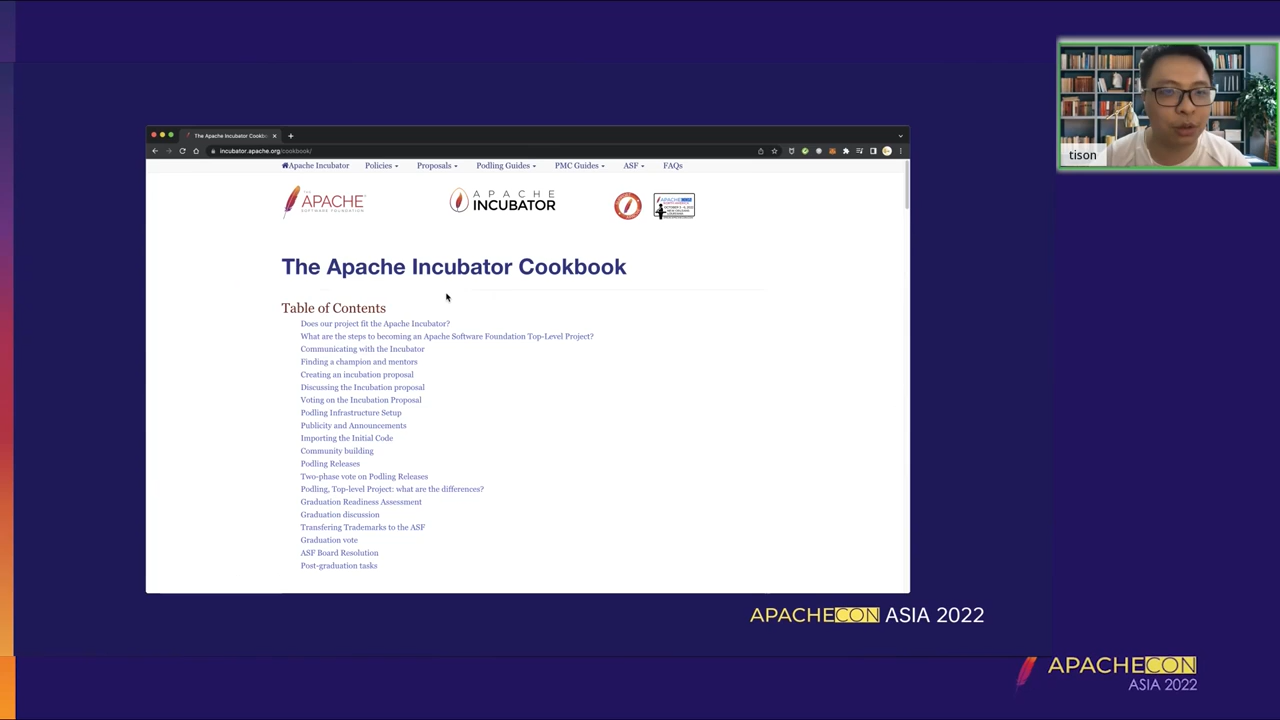 The Apache Incubator Cookb
incubator.apache.org/cookbook/
Apache Incubator Policies Proposals Podling Guides PMC Guides ASF FAQs
THE
APACHE
SOFTWARE FOUNDATION
APACHE
INCUBATOR
The Apache Incubator Cookbook
Table of Contents
Does our project fit the Apache Incubator?
What are the steps to becoming an Apache Software Foundation Top-Level Project?
Communicating with the Incubator
Finding a champion and mentors
Creating an incubation proposal
Discussing the Incubation proposal
Voting on the Incubation Proposal
Podling Infrastructure Setup
Publicity and Announcements
Importing the Initial Code
Community building
Podling Releases
Two-phase vote on Podling Releases
Podling, Top-level Project: what are the differences?
Graduation Readiness Assessment
Graduation discussion
Transfering Trademarks to the ASF
Graduation vote
ASF Board Resolution
Post-graduation tasks
tison
APACHECON ASIA 2022
APACHECON
ASIA 2022